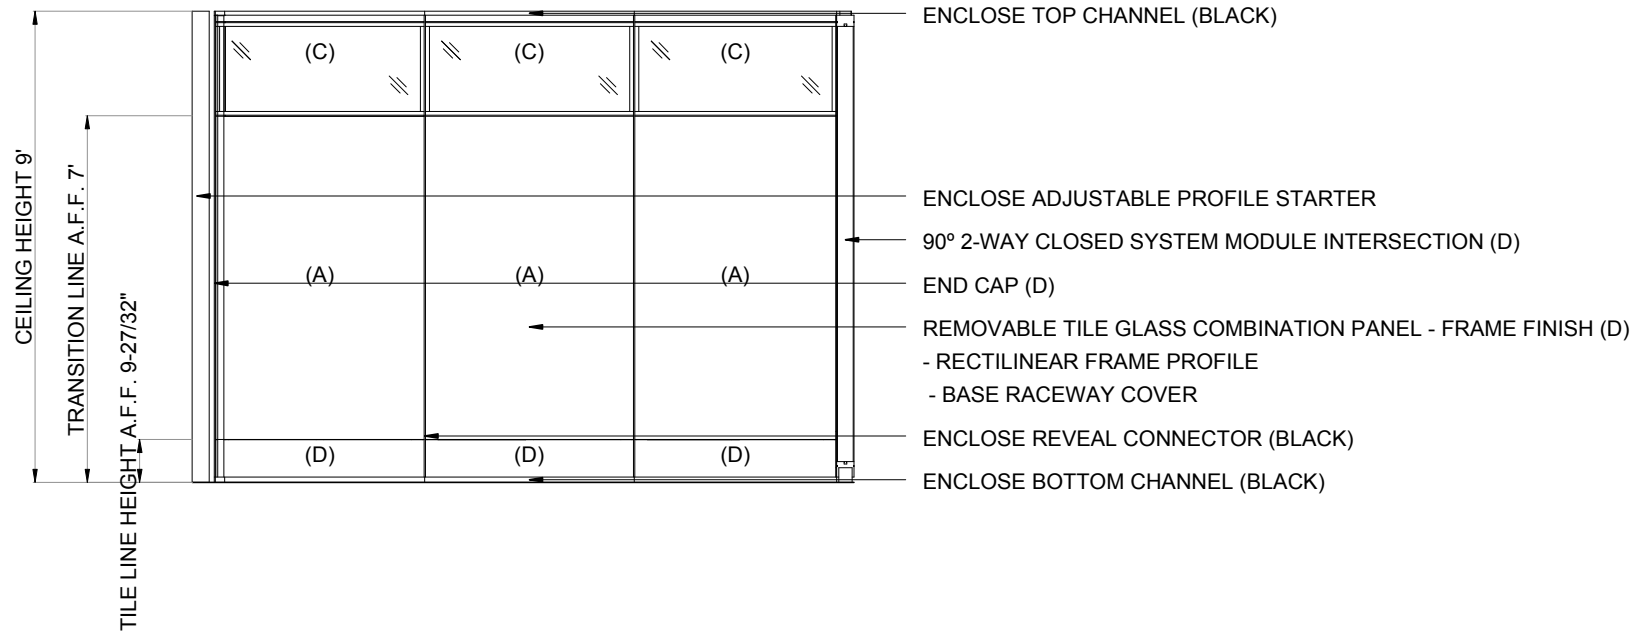 ENCLOSE TOP CHANNEL (BLACK)
(C) (C) (C)
CEILING HEIGHT 9'
TRANSITION LINE A.F.F. 7'
TILE LINE HEIGHT A.F.F. 9-27/32"
ENCLOSE ADJUSTABLE PROFILE STARTER
90º 2-WAY CLOSED SYSTEM MODULE INTERSECTION (D)
(A) (A) (A)
END CAP (D)
REMOVABLE TILE GLASS COMBINATION PANEL - FRAME FINISH (D)
- RECTILINEAR FRAME PROFILE
- BASE RACEWAY COVER
ENCLOSE REVEAL CONNECTOR (BLACK)
(D) (D) (D)
ENCLOSE BOTTOM CHANNEL (BLACK)